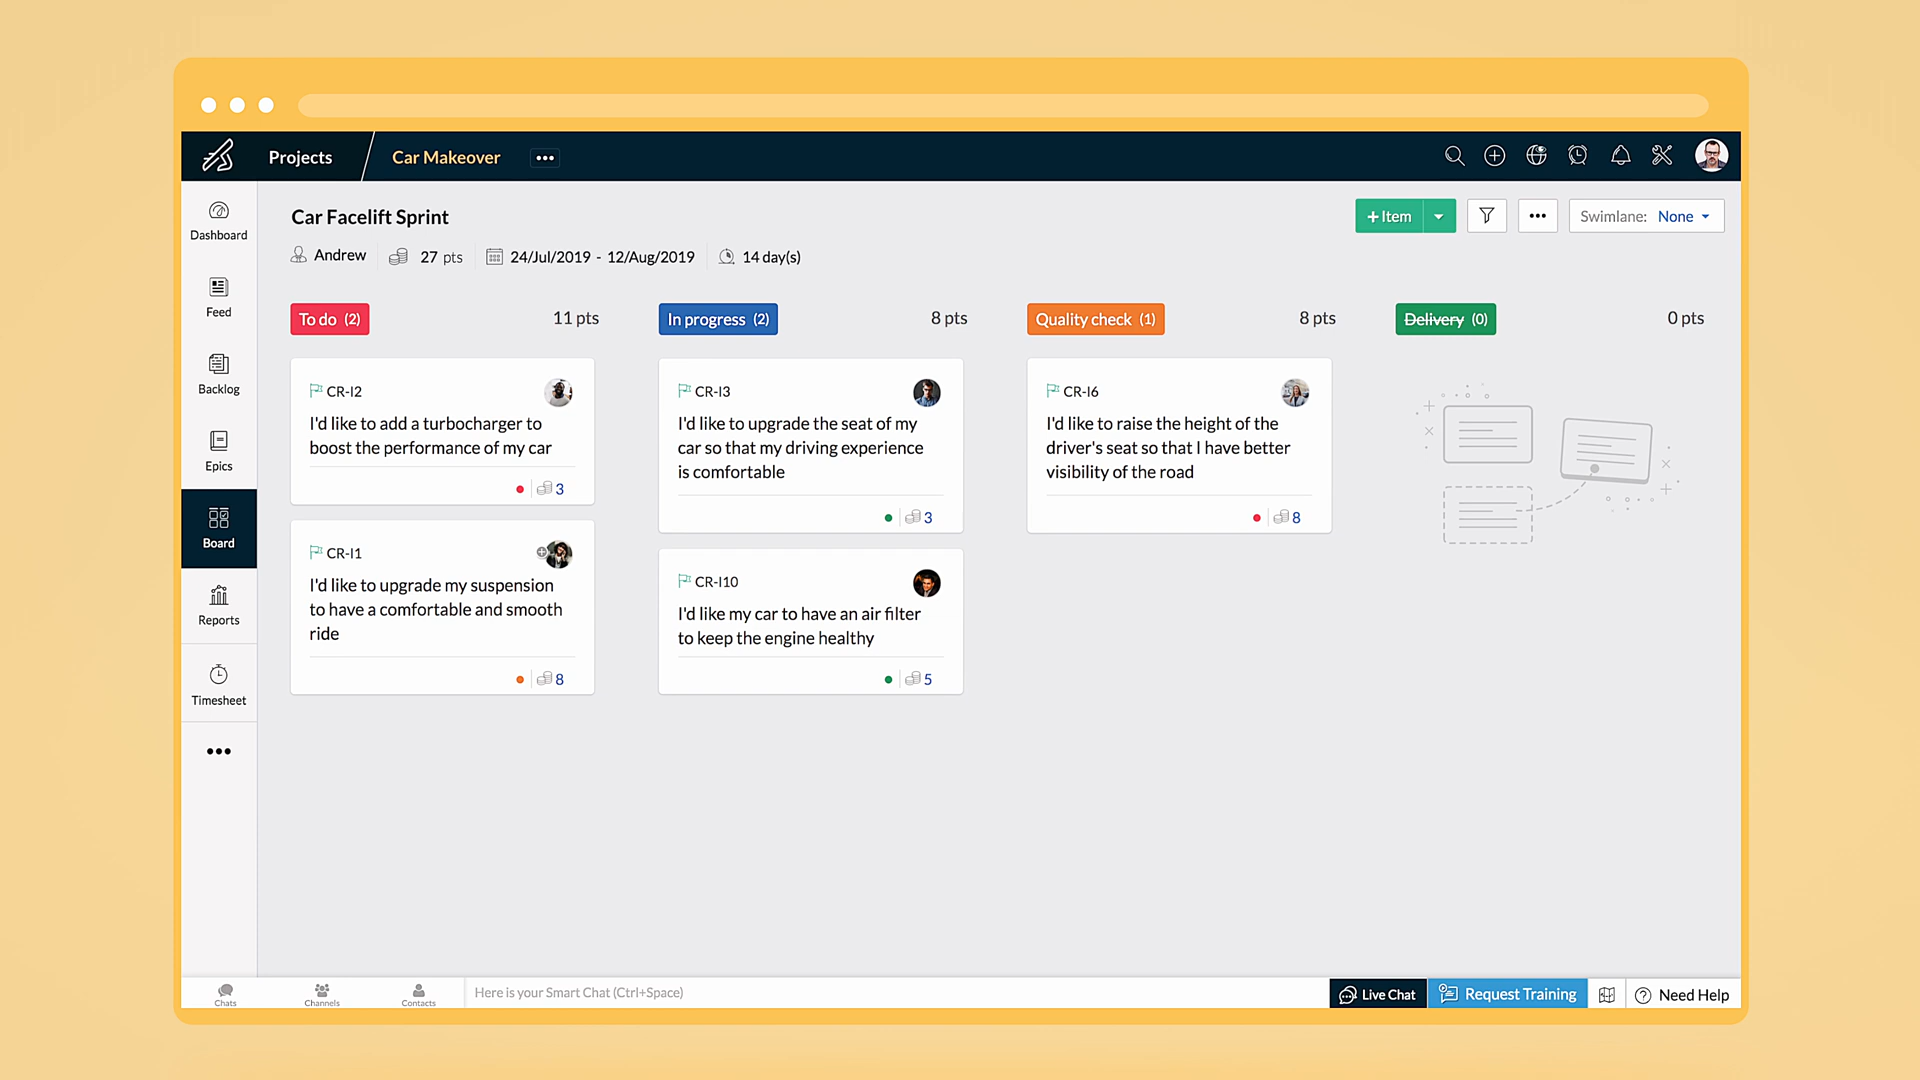 Projects
Car Makeover
Dashboard
Feed
Backlog
Epics
Board
Reports
Timesheet
Car Facelift Sprint
Andrew
27 pts
24/Jul/2019 - 12/Aug/2019
14 day(s)
+ Item
Swimlane: None
To do (2)
11 pts
CR-I2
I'd like to add a turbocharger to
boost the performance of my car
3
CR-I1
I'd like to upgrade my suspension
to have a comfortable and smooth
ride
8
In progress (2)
8 pts
CR-I3
I'd like to upgrade the seat of my
car so that my driving experience
is comfortable
3
CR-I10
I'd like my car to have an air filter
to keep the engine healthy
5
Quality check (1)
8 pts
CR-I6
I'd like to raise the height of the
driver's seat so that I have better
visibility of the road
8
Delivery (0)
0 pts
Chats
Channels
Contacts
Here is your Smart Chat (Ctrl+Space)
Live Chat
Request Training
Need Help